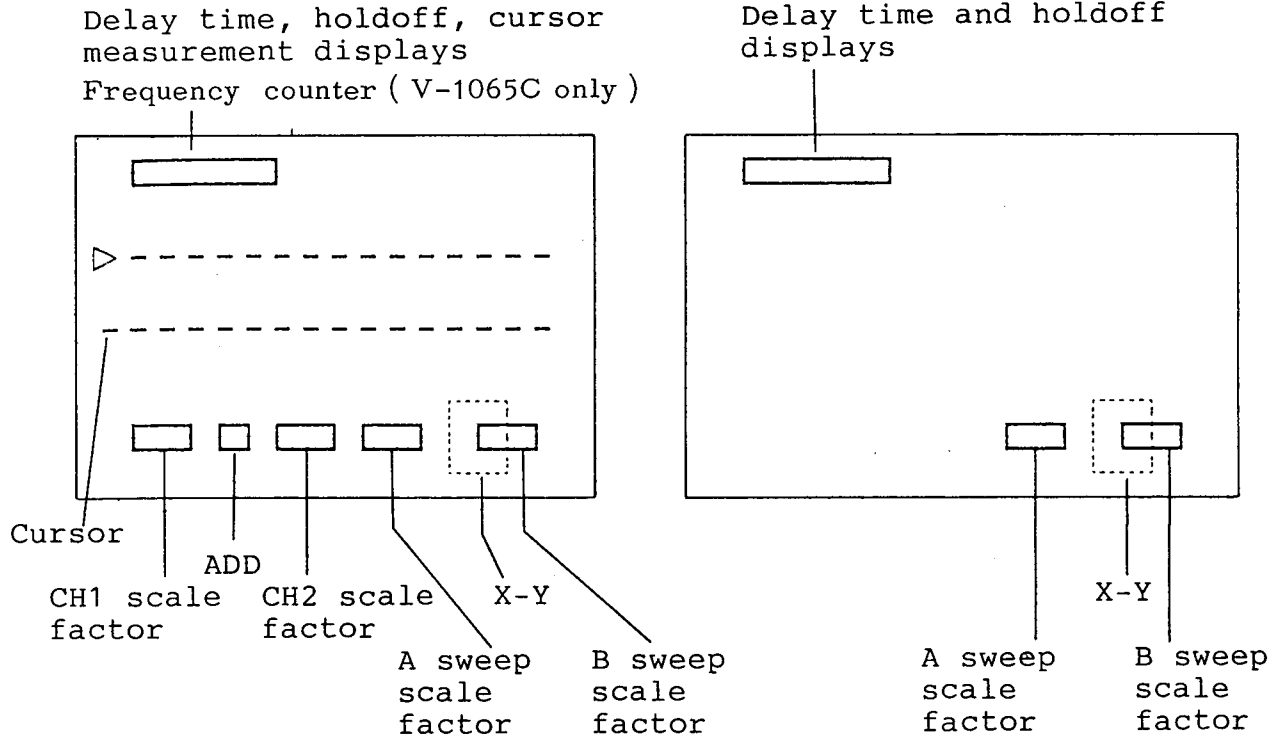 Delay time, holdoff, cursor
measurement displays
Frequency counter ( V-1065C only )
Cursor
ADD
CH1 scale
factor
CH2 scale
factor
X-Y
A sweep
scale
factor
B sweep
scale
factor
Delay time and holdoff
displays
X-Y
A sweep
scale
factor
B sweep
scale
factor